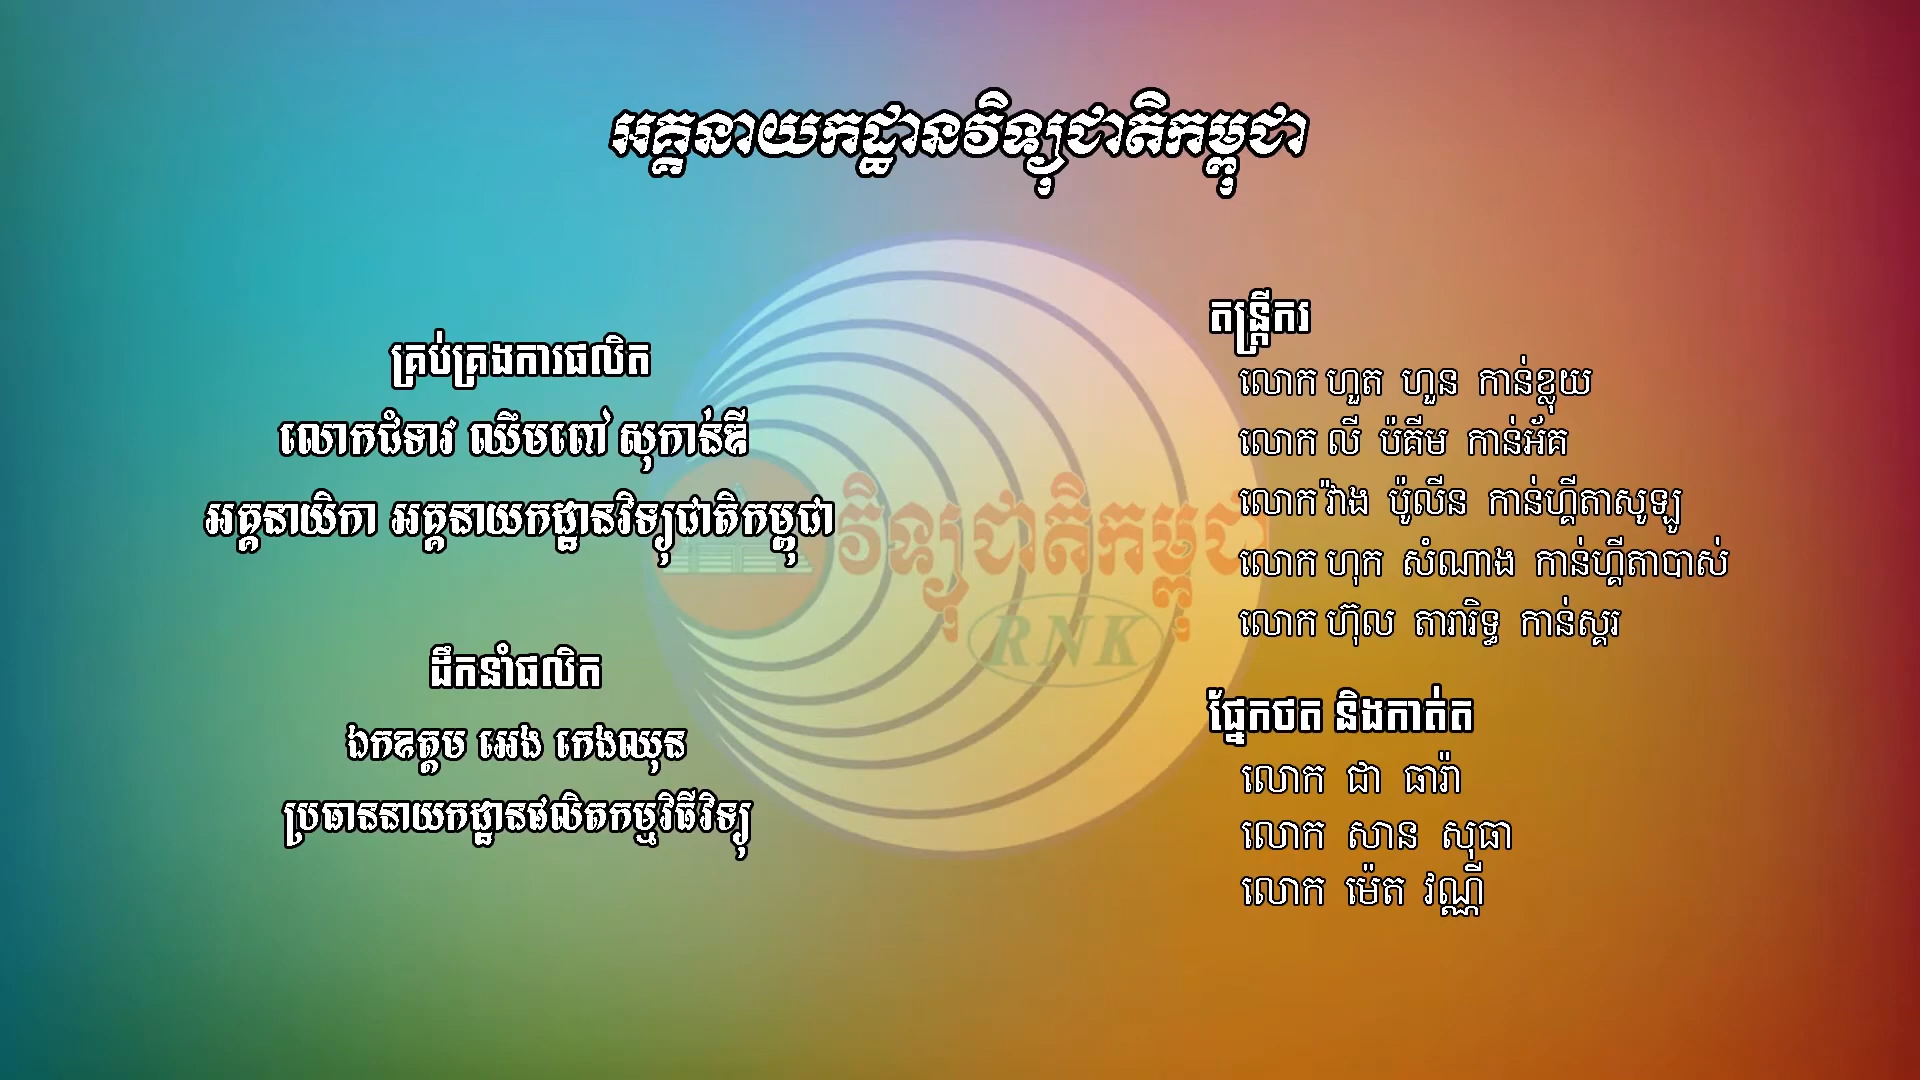 អគ្គនាយកដ្ឋានវិទ្យុជាតិកម្ពុជា
គ្រប់គ្រងការផលិត
លោកជំទាវ ឈឹមពៅ សុកាន់ឌី
អគ្គនាយិកា អគ្គនាយកដ្ឋានវិទ្យុជាតិកម្ពុជា
ដឹកនាំផលិត
ឯកឧត្តម អេង កេងឈុន
ប្រធាននាយកដ្ឋានផលិតកម្មវិធីវិទ្យុ
តន្ត្រីករ
លោក ហួត ហួន កាន់ខ្លុយ
លោក លី ប៉គីម កាន់អ័គ
លោក វ៉ាង ប៉ូលីន កាន់ហ្គីតាសូឡូ
លោក ហុក សំណាង កាន់ហ្គីតាបាស់
លោក ហ៊ុល តារារិទ្ធ កាន់ស្គរ
ផ្នែកថត និងកាត់ត
លោក ជា ធារ៉ា
លោក សាន សុធា
លោក ម៉េត វណ្ណី
វិទ្យុជាតិកម្ពុជា
RNK